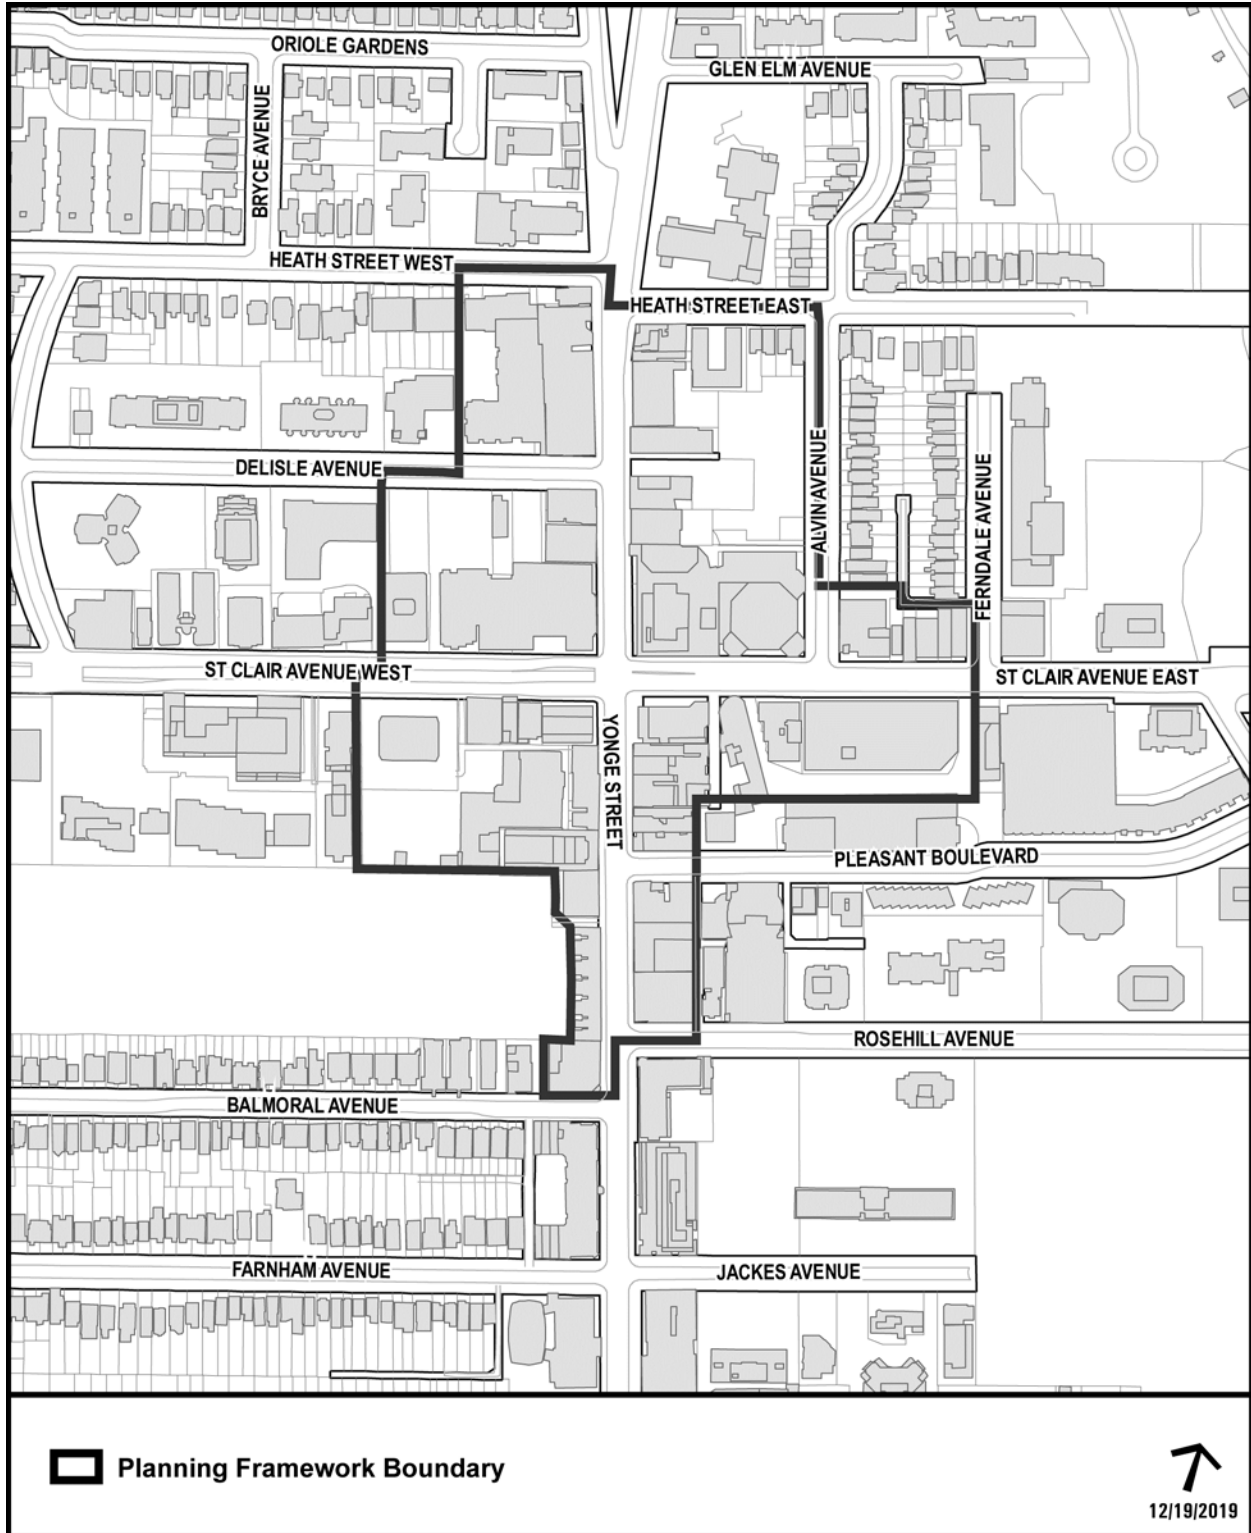 ORIOLE GARDENS
GLEN ELM AVENUE
BRYCE AVENUE
HEATH STREET WEST
HEATH STREET EAST
DELISLE AVENUE
ALVIN AVENUE
FERNDALE AVENUE
ST CLAIR AVENUE WEST
ST CLAIR AVENUE EAST
YONGE STREET
PLEASANT BOULEVARD
ROSEHILL AVENUE
BALMORAL AVENUE
FARNHAM AVENUE
JACKES AVENUE
Planning Framework Boundary
12/19/2019